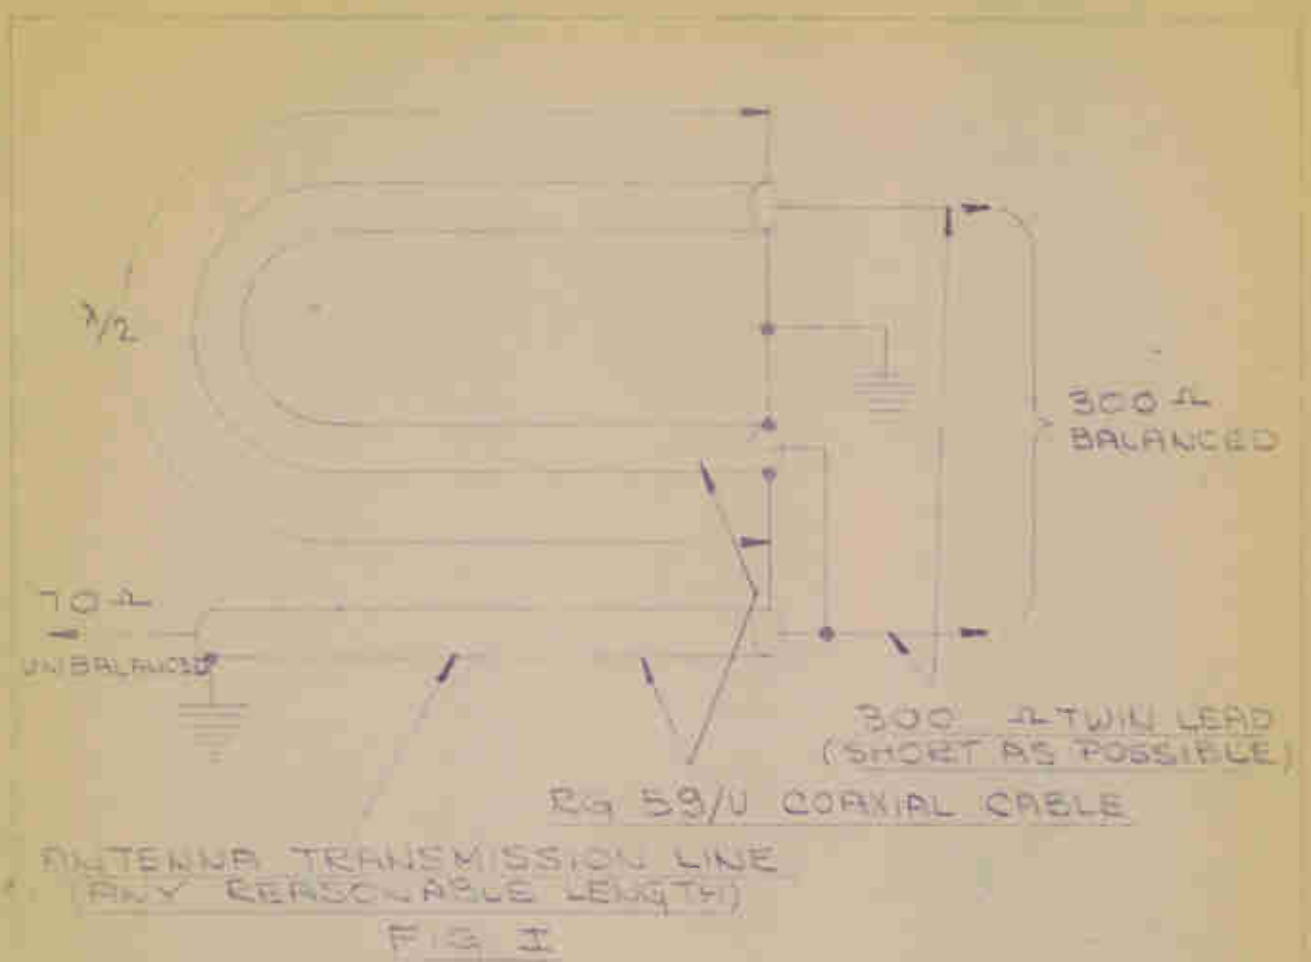 λ/2
300 Ω
BALANCED
70 Ω
UNBALANCED
300 Ω TWIN LEAD
(SHORT AS POSSIBLE)
RG 59/U COAXIAL CABLE
ANTENNA TRANSMISSION LINE
(ANY REASONABLE LENGTH)
FIG I